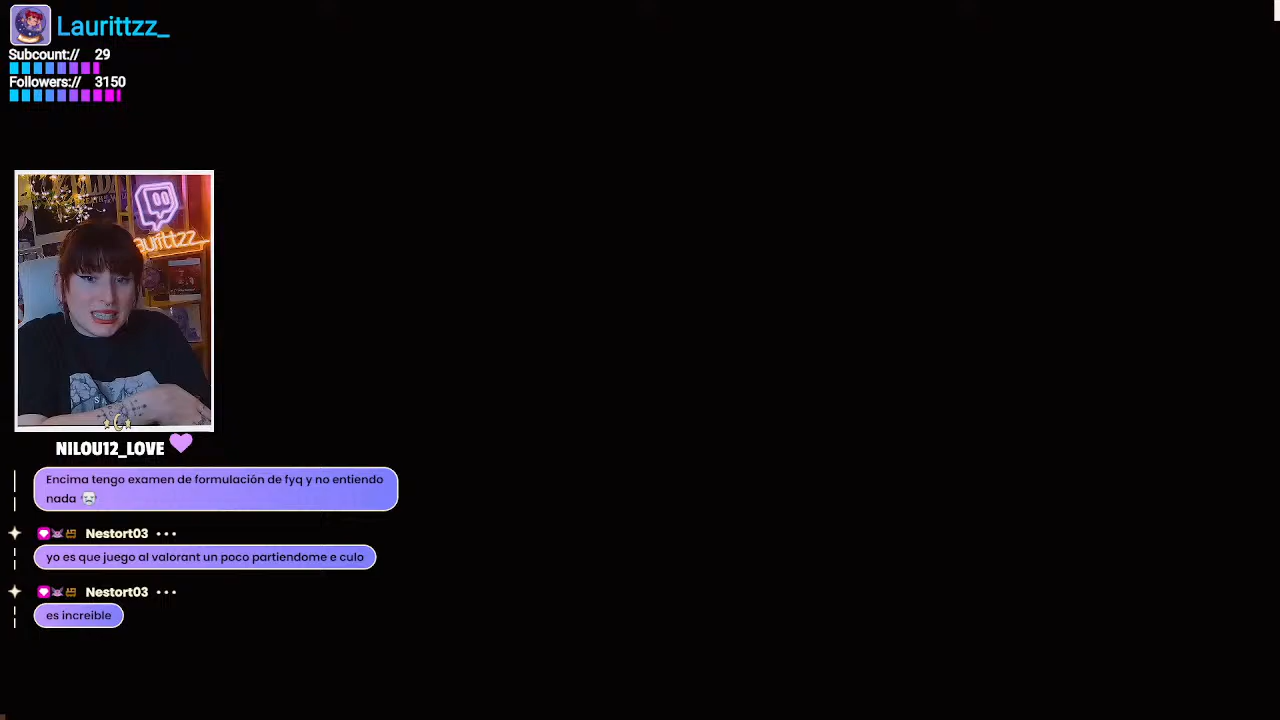 Laurittzz_
Subcount:// 29
Followers:// 3150
aurittzz_
NILOU12_LOVE
Encima tengo examen de formulación de fyq y no entiendo
nada
Nestort03
yo es que juego al valorant un poco partiendome e culo
Nestort03
es increible